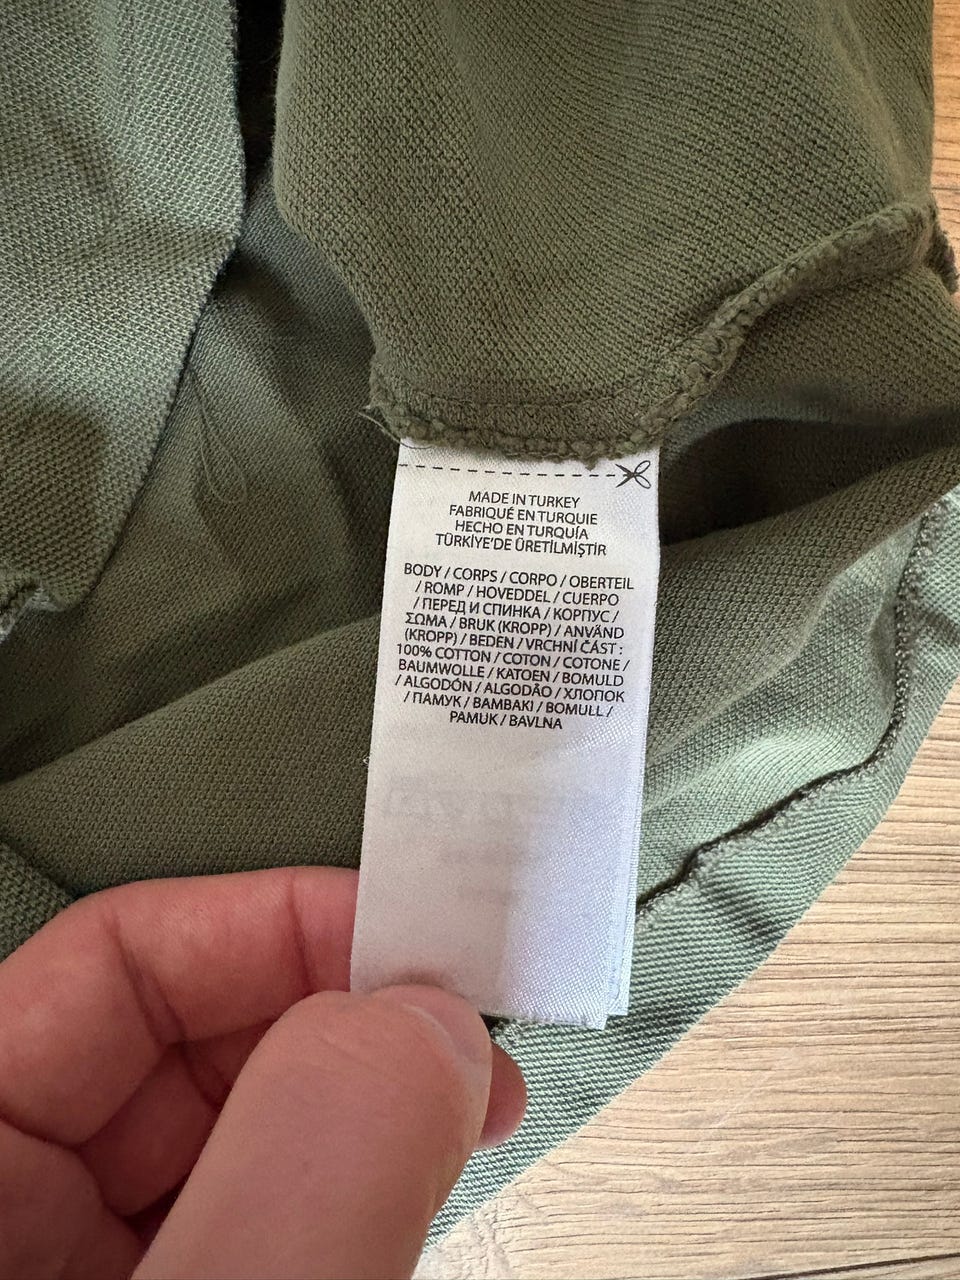 MADE IN TURKEY
FABRIQUÉ EN TURQUIE
HECHO EN TURQUÍA
TÜRKİYE'DE ÜRETİLMİŞTİR
BODY / CORPS / CORPO / OBERTEIL
/ ROMP / HOVEDDEL / CUERPO
/ ПЕРЕД И СПИНКА / KOPΠУC /
ΣΩΜΑ / BRUK (KROPP) / ANVÄND
(KROPP) / BEDEN / VRCHNÍ ČÁST :
100% COTTON / COTON / COTONE /
BAUMWOLLE / KATOEN / BOMULD
/ ALGODÓN / ALGODÃO / ХЛОПОК
/ ПАМУК / BAMBAKI / BOMULL /
PAMUK / BAVLNA